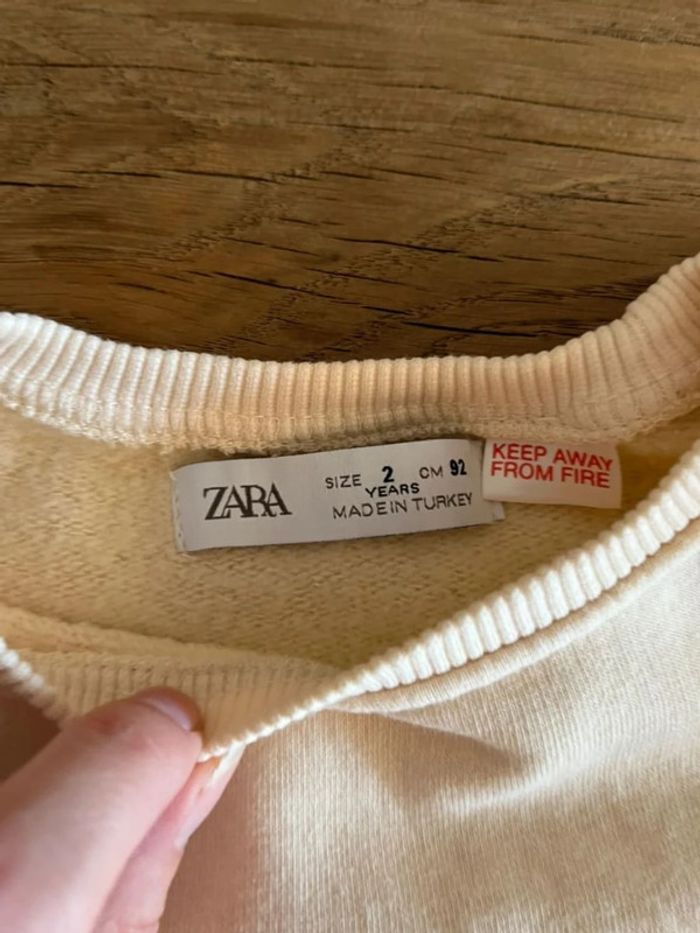 ZARA
SIZE 2 CM 92
YEARS
MADE IN TURKEY
KEEP AWAY
FROM FIRE